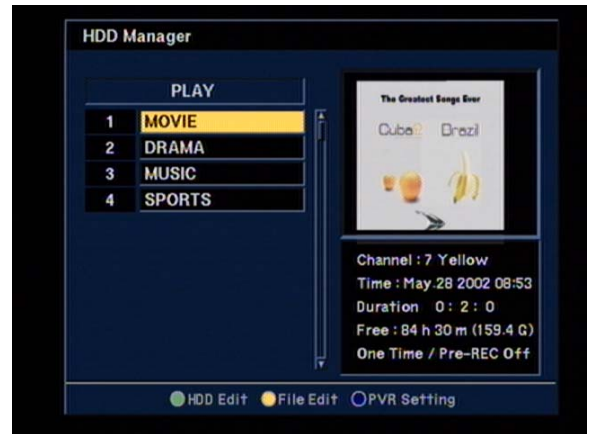 HDD Manager
PLAY
1 MOVIE
2 DRAMA
3 MUSIC
4 SPORTS
The Greatest Songs Ever
Cuba2 Brazil
Channel : 7 Yellow
Time : May.28 2002 08:53
Duration 0 : 2 : 0
Free : 84 h 30 m (159.4 G)
One Time / Pre-REC Off
HDD Edit File Edit PVR Setting